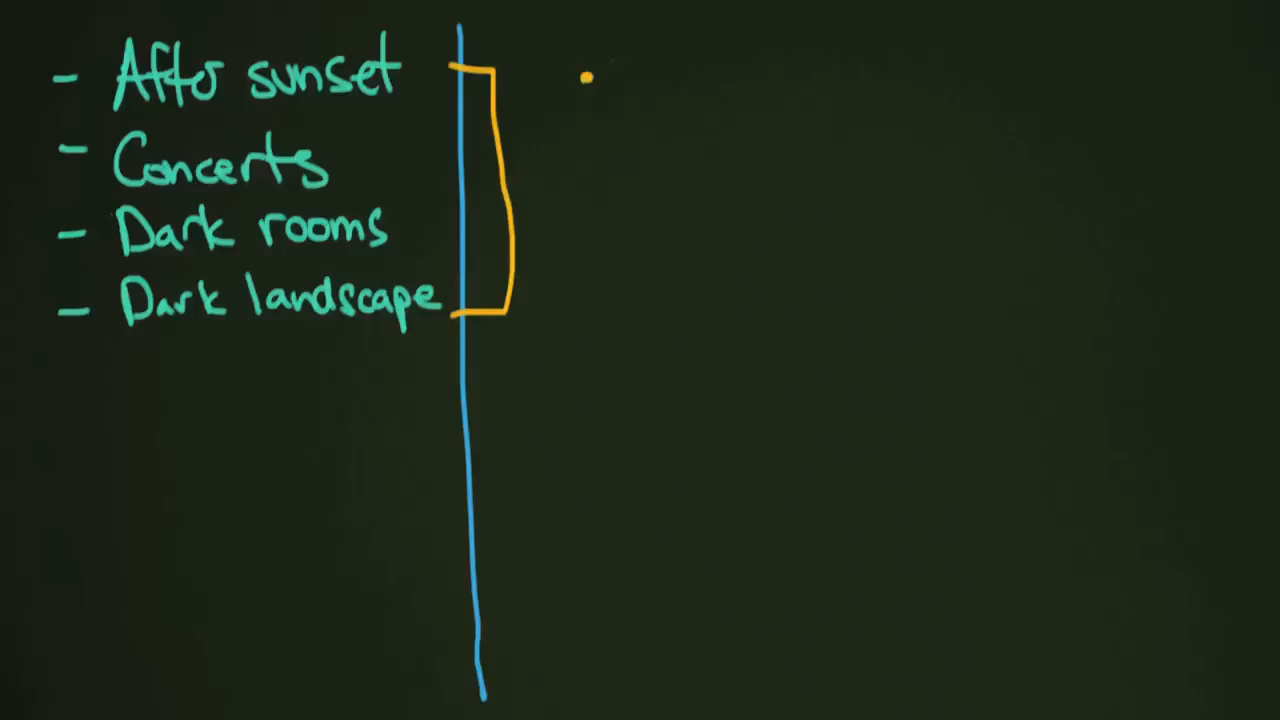 - After sunset
- Concerts
- Dark rooms
- Dark landscape